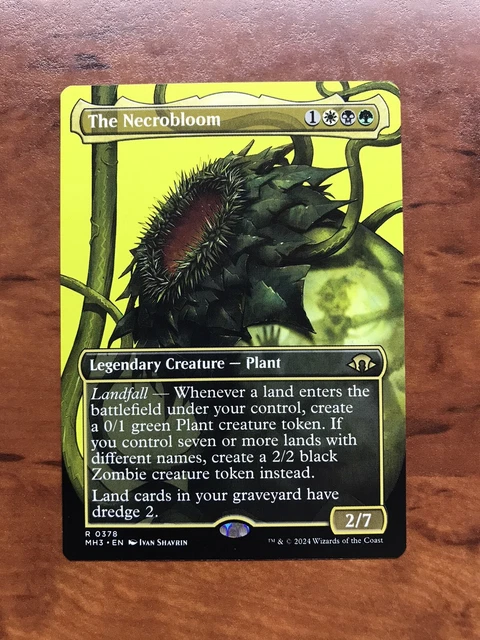 The Necrobloom 1
Legendary Creature — Plant
Landfall — Whenever a land enters the
battlefield under your control, create
a 0/1 green Plant creature token. If
you control seven or more lands with
different names, create a 2/2 black
Zombie creature token instead.
Land cards in your graveyard have
dredge 2.
2/7
R 0378
MH3 • EN Ivan Shavrin
™ & © 2024 Wizards of the Coast